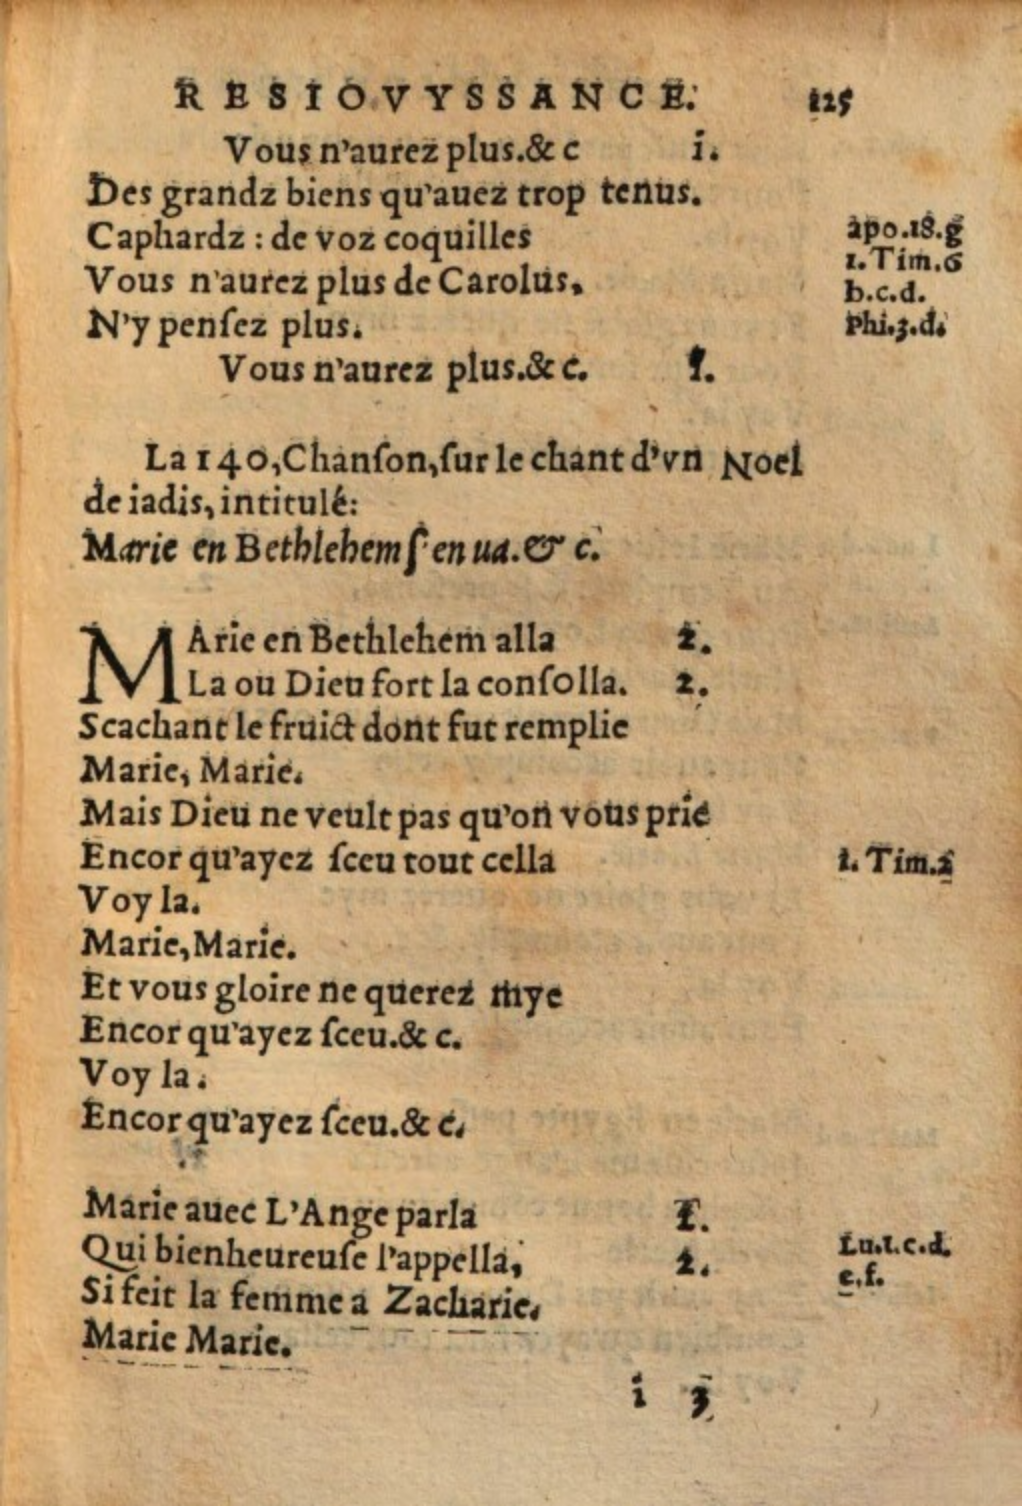 RESIOVYSSANCE. 125
Vous n'aurez plus.& c i.
Des grandz biens qu'auez trop tenus.
Caphardz : de voz coquilles apo.18.g
1.Tim.6
Vous n'aurez plus de Carolus, b.c.d.
N'y penſez plus. Phi.3.d.
Vous n'aurez plus.& c. 1.
La 140, Chanſon, ſur le chant d'vn Noel
de iadis, intitulé:
Marie en Bethlehem ſ'en ua.& c.
MArie en Bethlehem alla 2.
La ou Dieu fort la conſolla. 2.
Scachant le fruict dont fut remplie
Marie, Marie.
Mais Dieu ne veult pas qu'on vous prie
Encor qu'ayez ſceu tout cella 1. Tim.2
Voy la.
Marie, Marie.
Et vous gloire ne querez mye
Encor qu'ayez ſceu.& c.
Voy la.
Encor qu'ayez ſceu.& c.
Marie auec L'Ange parla
Qui bienheureuſe l'appella, 2. Lu.1.c.d.
e.f.
Si feit la femme a Zacharie.
Marie Marie.
i 3